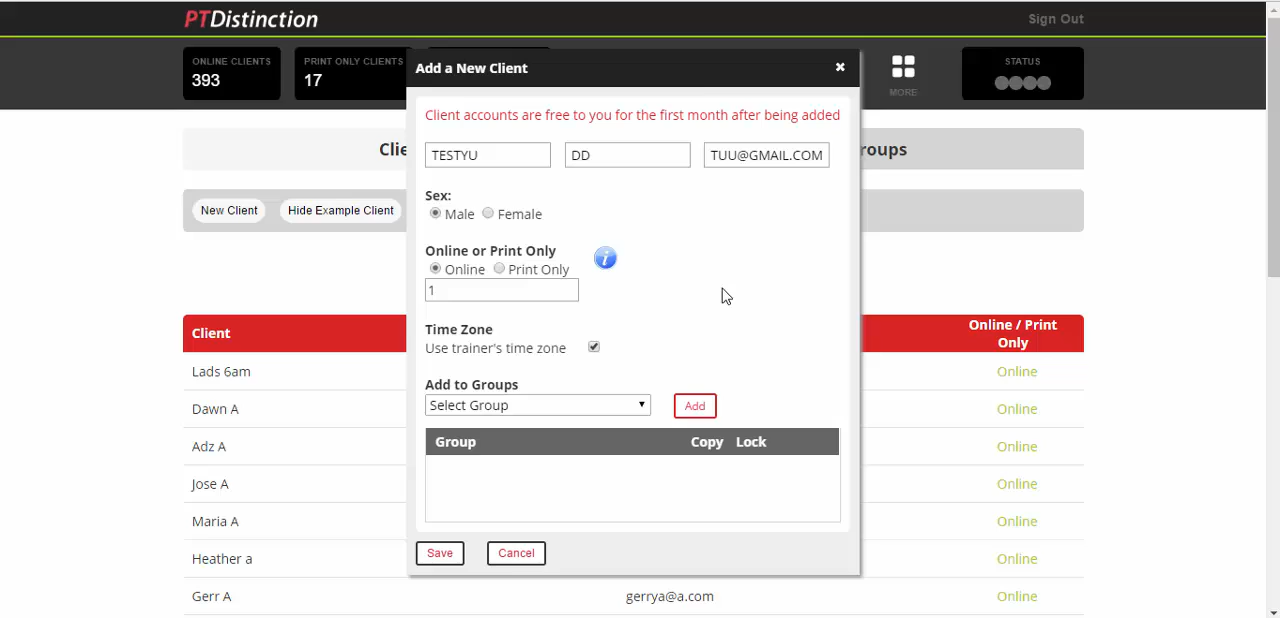 PTDistinction
Sign Out
ONLINE CLIENTS
393
PRINT ONLY CLIENTS
17
MORE
STATUS
Add a New Client
Client accounts are free to you for the first month after being added
TESTYU DD TUU@GMAIL.COM
Sex:
Male Female
Online or Print Only
Online Print Only
1
Time Zone
Use trainer's time zone
Add to Groups
Select Group Add
Group Copy Lock
Save Cancel
Clie
roups
New Client Hide Example Client
Client Online / Print
Only
Lads 6am Online
Dawn A Online
Adz A Online
Jose A Online
Maria A Online
Heather a Online
Gerr A gerrya@a.com Online